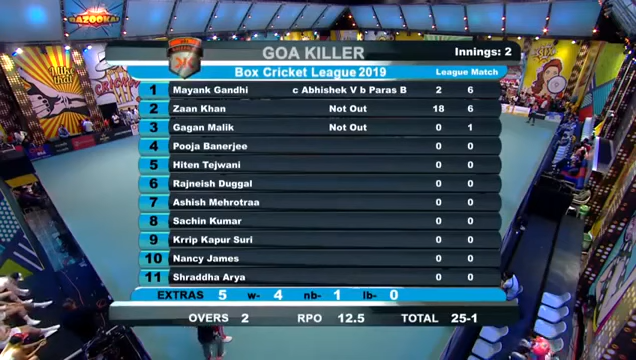 BAZOOKA!
GOA KILLER Innings: 2
Box Cricket League 2019 League Match
1 Mayank Gandhi c Abhishek V b Paras B 2 6
2 Zaan Khan Not Out 18 6
3 Gagan Malik Not Out 0 1
4 Pooja Banerjee 0 0
5 Hiten Tejwani 0 0
6 Rajneish Duggal 0 0
7 Ashish Mehrotraa 0 0
8 Sachin Kumar 0 0
9 Krrip Kapur Suri 0 0
10 Nancy James 0 0
11 Shraddha Arya 0 0
EXTRAS 5 w- 4 nb- 1 lb- 0
OVERS 2 RPO 12.5 TOTAL 25-1
I like that
SIX